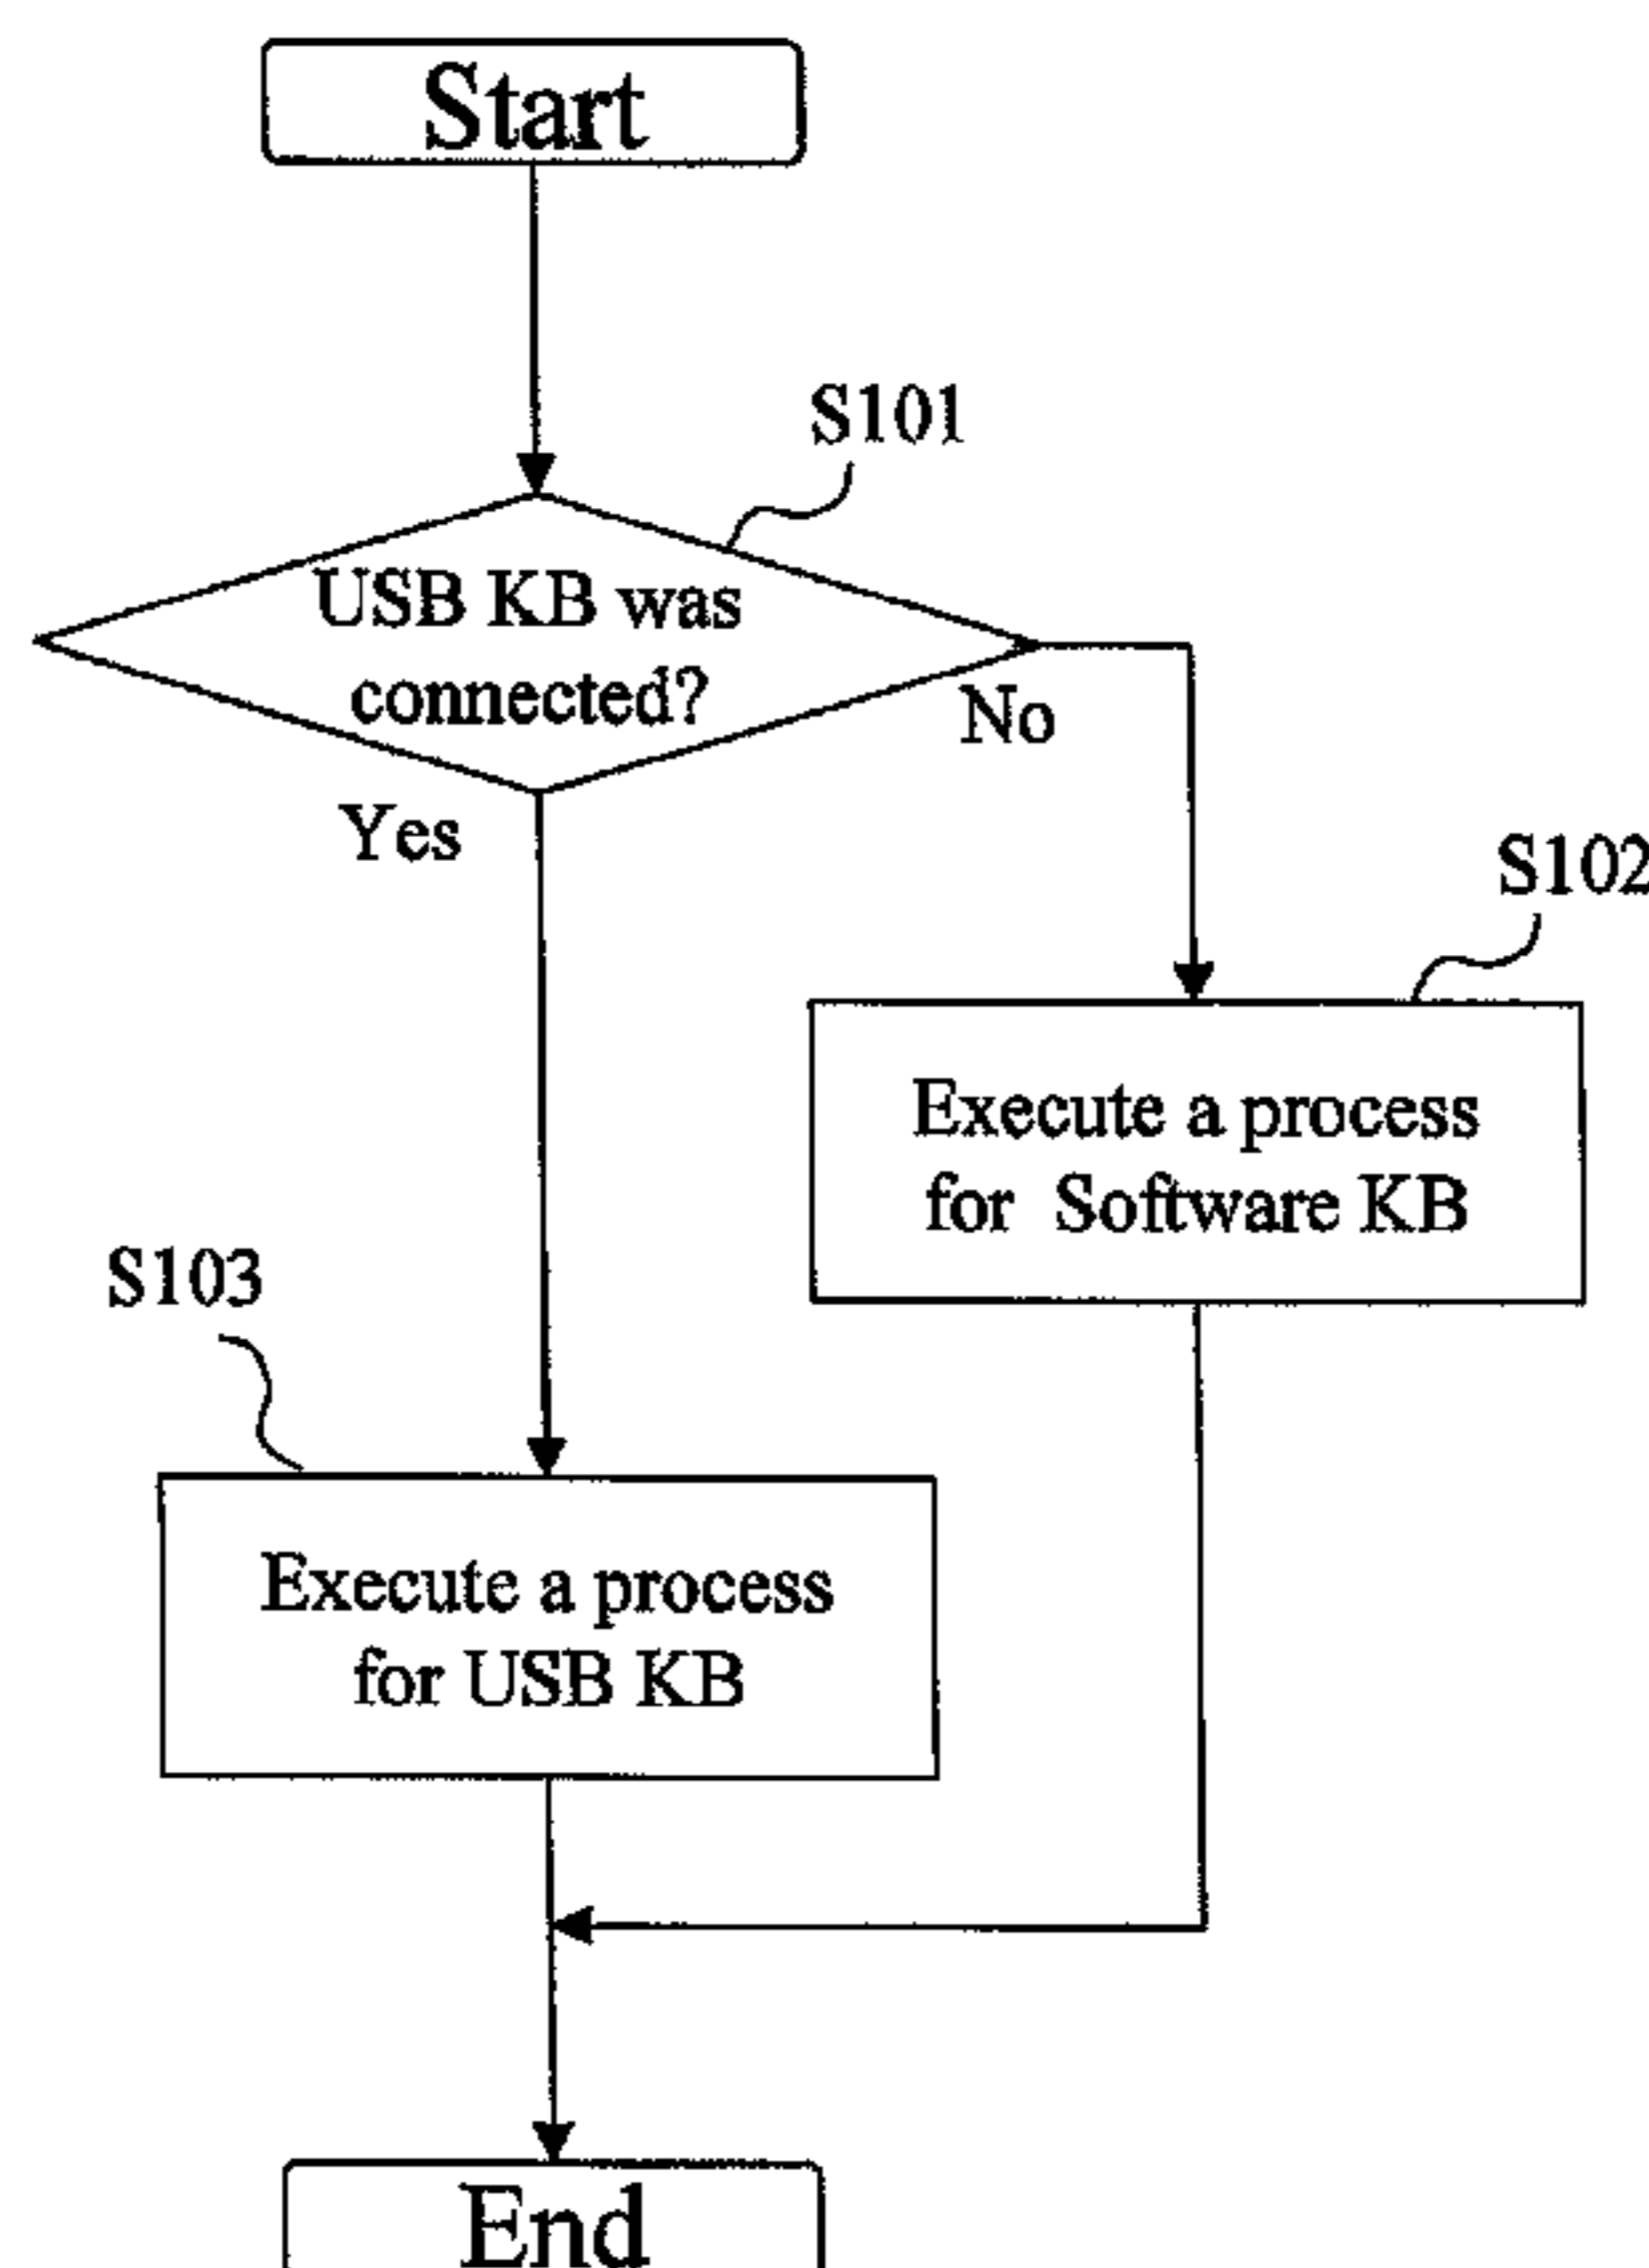 Start
S101
USB KB was
connected?
No
Yes
S102
Execute a process
for Software KB
S103
Execute a process
for USB KB
End